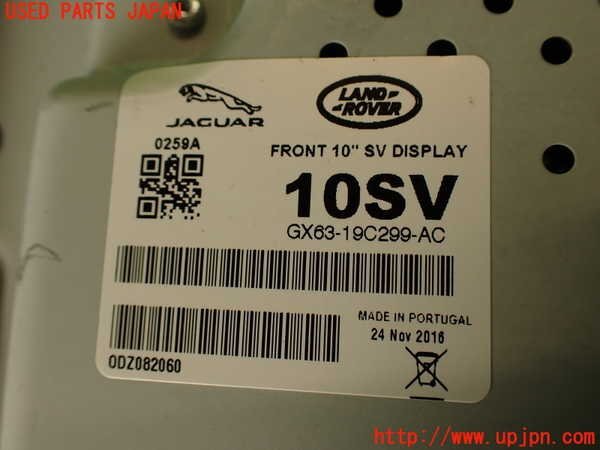 USED PARTS JAPAN
JAGUAR
LAND ROVER
0259A
FRONT 10" SV DISPLAY
10SV
GX63-19C299-AC
MADE IN PORTUGAL
24 Nov 2016
0DZ082060
http://www.upjpn.com/